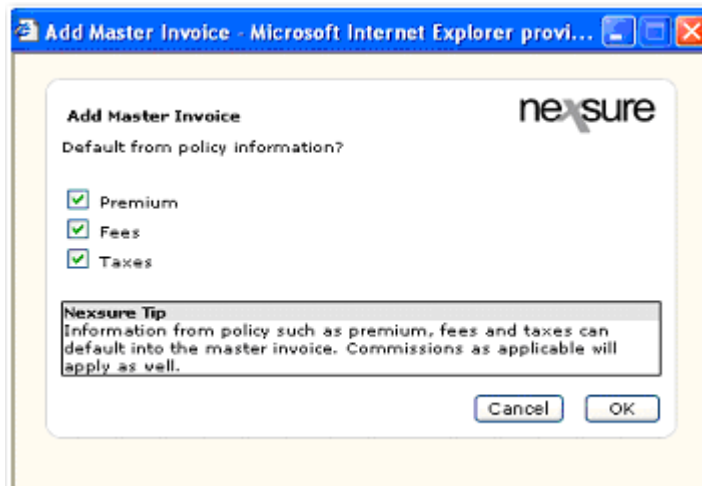 Add Master Invoice - Microsoft Internet Explorer provi...
nexsure
Add Master Invoice
Default from policy information?
Premium
Fees
Taxes
Nexsure Tip
Information from policy such as premium, fees and taxes can
default into the master invoice. Commissions as applicable will
apply as well.
Cancel OK